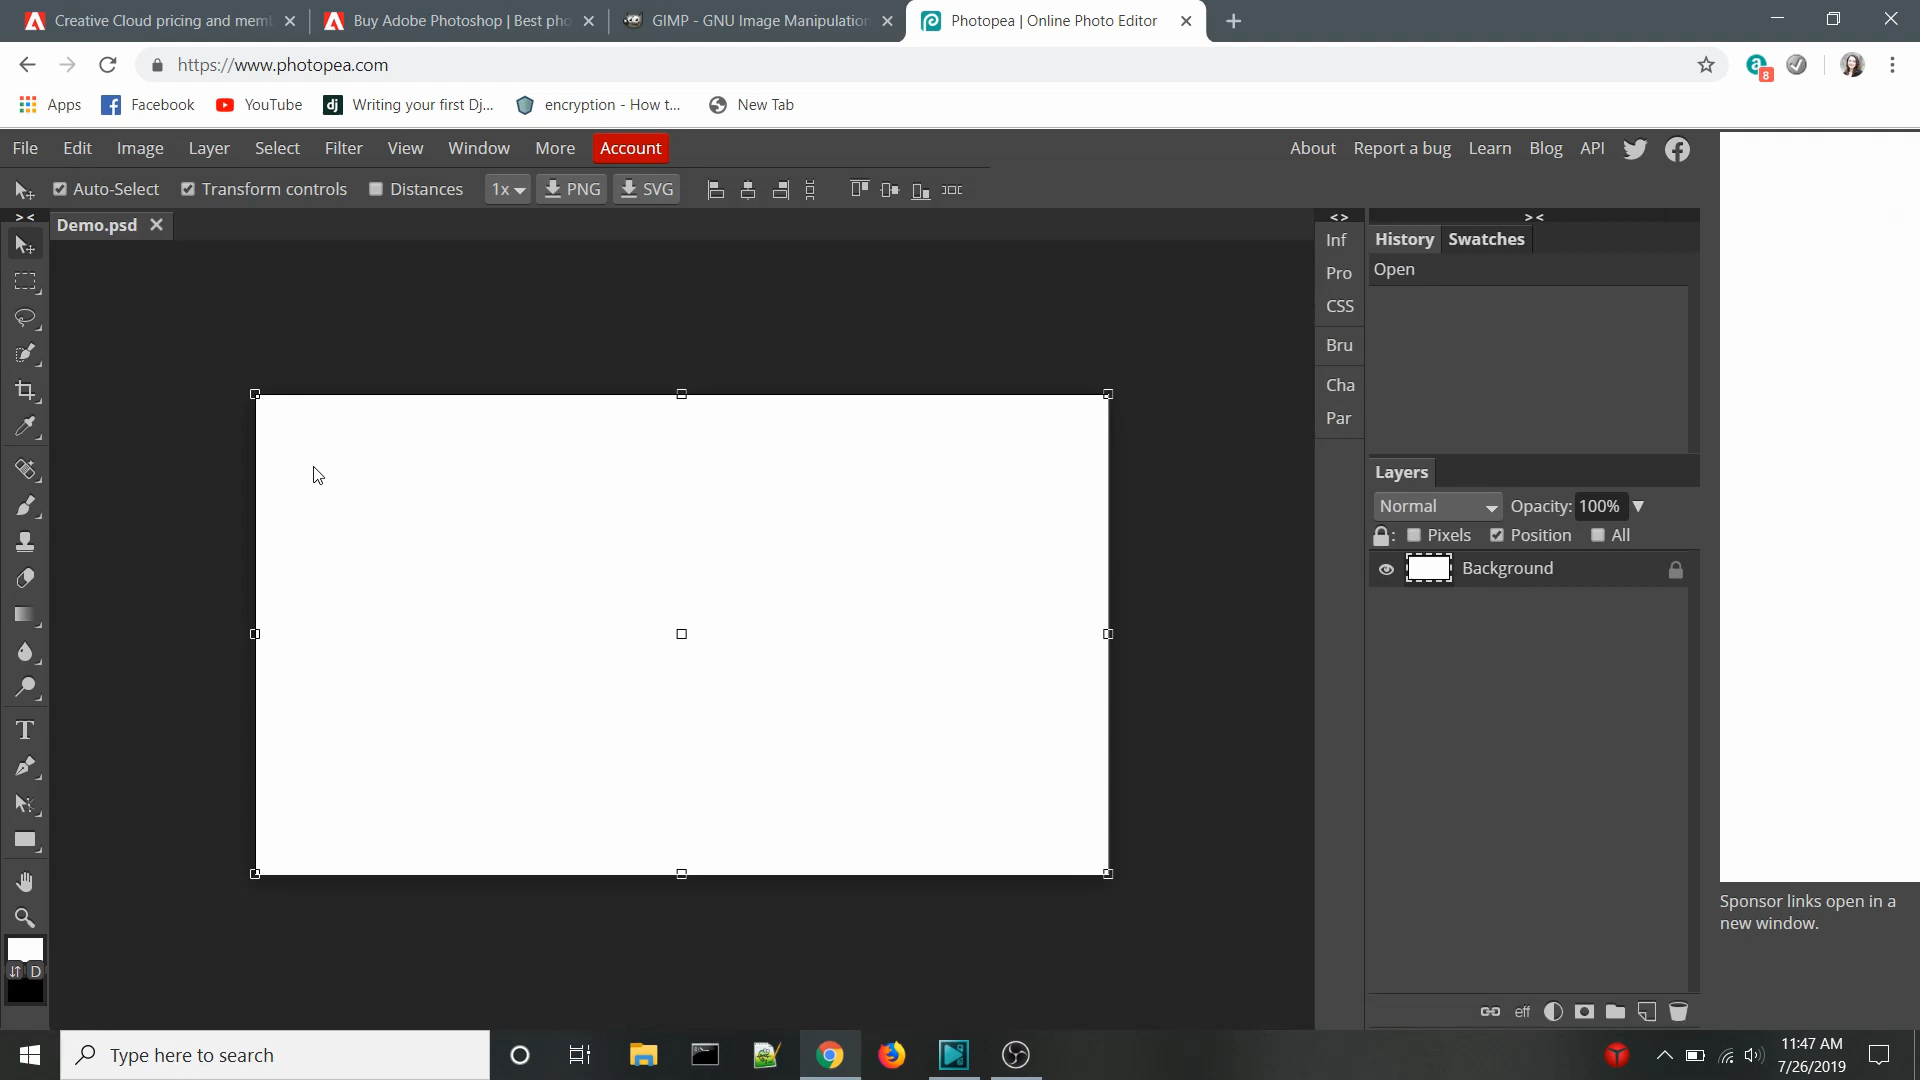 Creative Cloud pricing and mem
Buy Adobe Photoshop | Best pho
GIMP - GNU Image Manipulation
Photopea | Online Photo Editor
https://www.photopea.com
8
Apps
Facebook
YouTube
dj Writing your first Dj...
encryption - How t...
New Tab
File Edit Image Layer Select Filter View Window More Account
About Report a bug Learn Blog API
Auto-Select Transform controls Distances 1x PNG SVG
> <
Demo.psd
< >
> <
Inf
Pro
CSS
Bru
Cha
Par
History Swatches
Open
Layers
Normal Opacity: 100%
: Pixels Position All
Background
T
D
eff
Sponsor links open in a
new window.
Type here to search
11:47 AM
7/26/2019